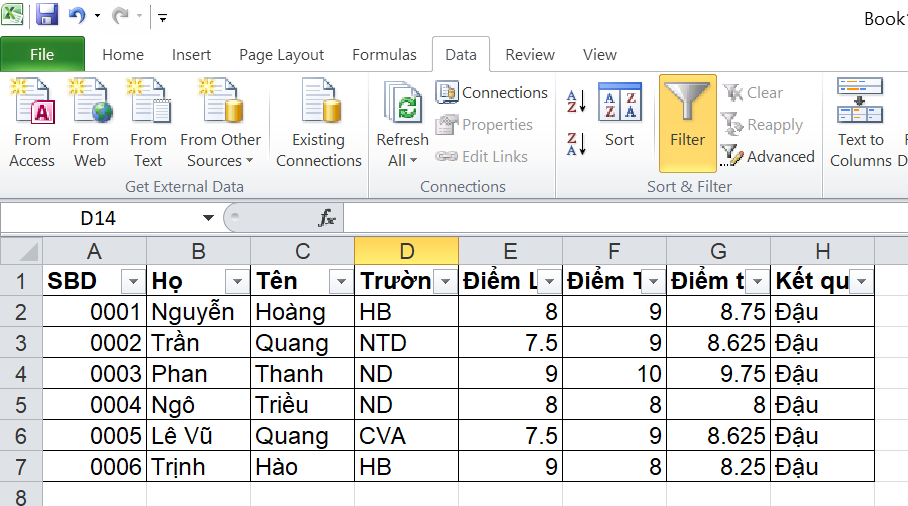 Book1
File Home Insert Page Layout Formulas Data Review View
From Access
From Web
From Text
From Other Sources
Existing Connections
Get External Data
Refresh All
Connections
Properties
Edit Links
Connections
A Z
Z A
A Z Z A
Sort
Filter
Clear
Reapply
Advanced
Sort & Filter
Text to Columns
D14 fx
A B C D E F G H
1 SBD Họ Tên Trườn Điểm L Điểm T Điểm t Kết qu
2 0001 Nguyễn Hoàng HB 8 9 8.75 Đậu
3 0002 Trần Quang NTD 7.5 9 8.625 Đậu
4 0003 Phan Thanh ND 9 10 9.75 Đậu
5 0004 Ngô Triều ND 8 8 8 Đậu
6 0005 Lê Vũ Quang CVA 7.5 9 8.625 Đậu
7 0006 Trịnh Hào HB 9 8 8.25 Đậu
8